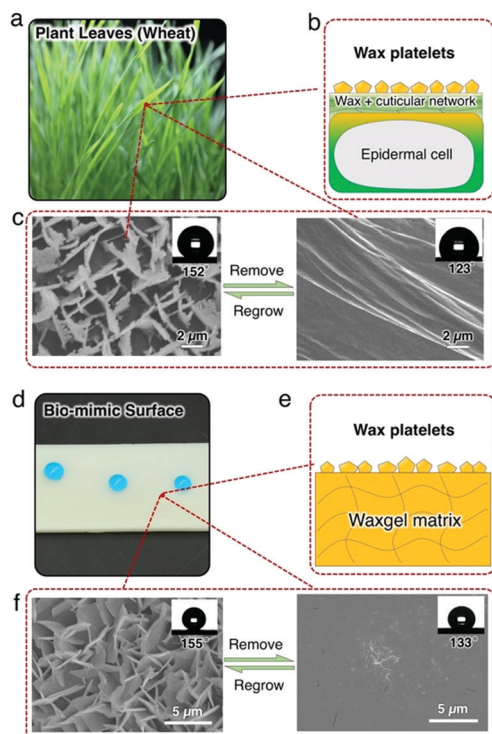 a
Plant Leaves (Wheat)
b
Wax platelets
Wax + cuticular network
Epidermal cell
c
152°
2 μm
Remove
Regrow
123°
2 μm
d
Bio-mimic Surface
e
Wax platelets
Waxgel matrix
f
155°
5 μm
Remove
Regrow
133°
5 μm